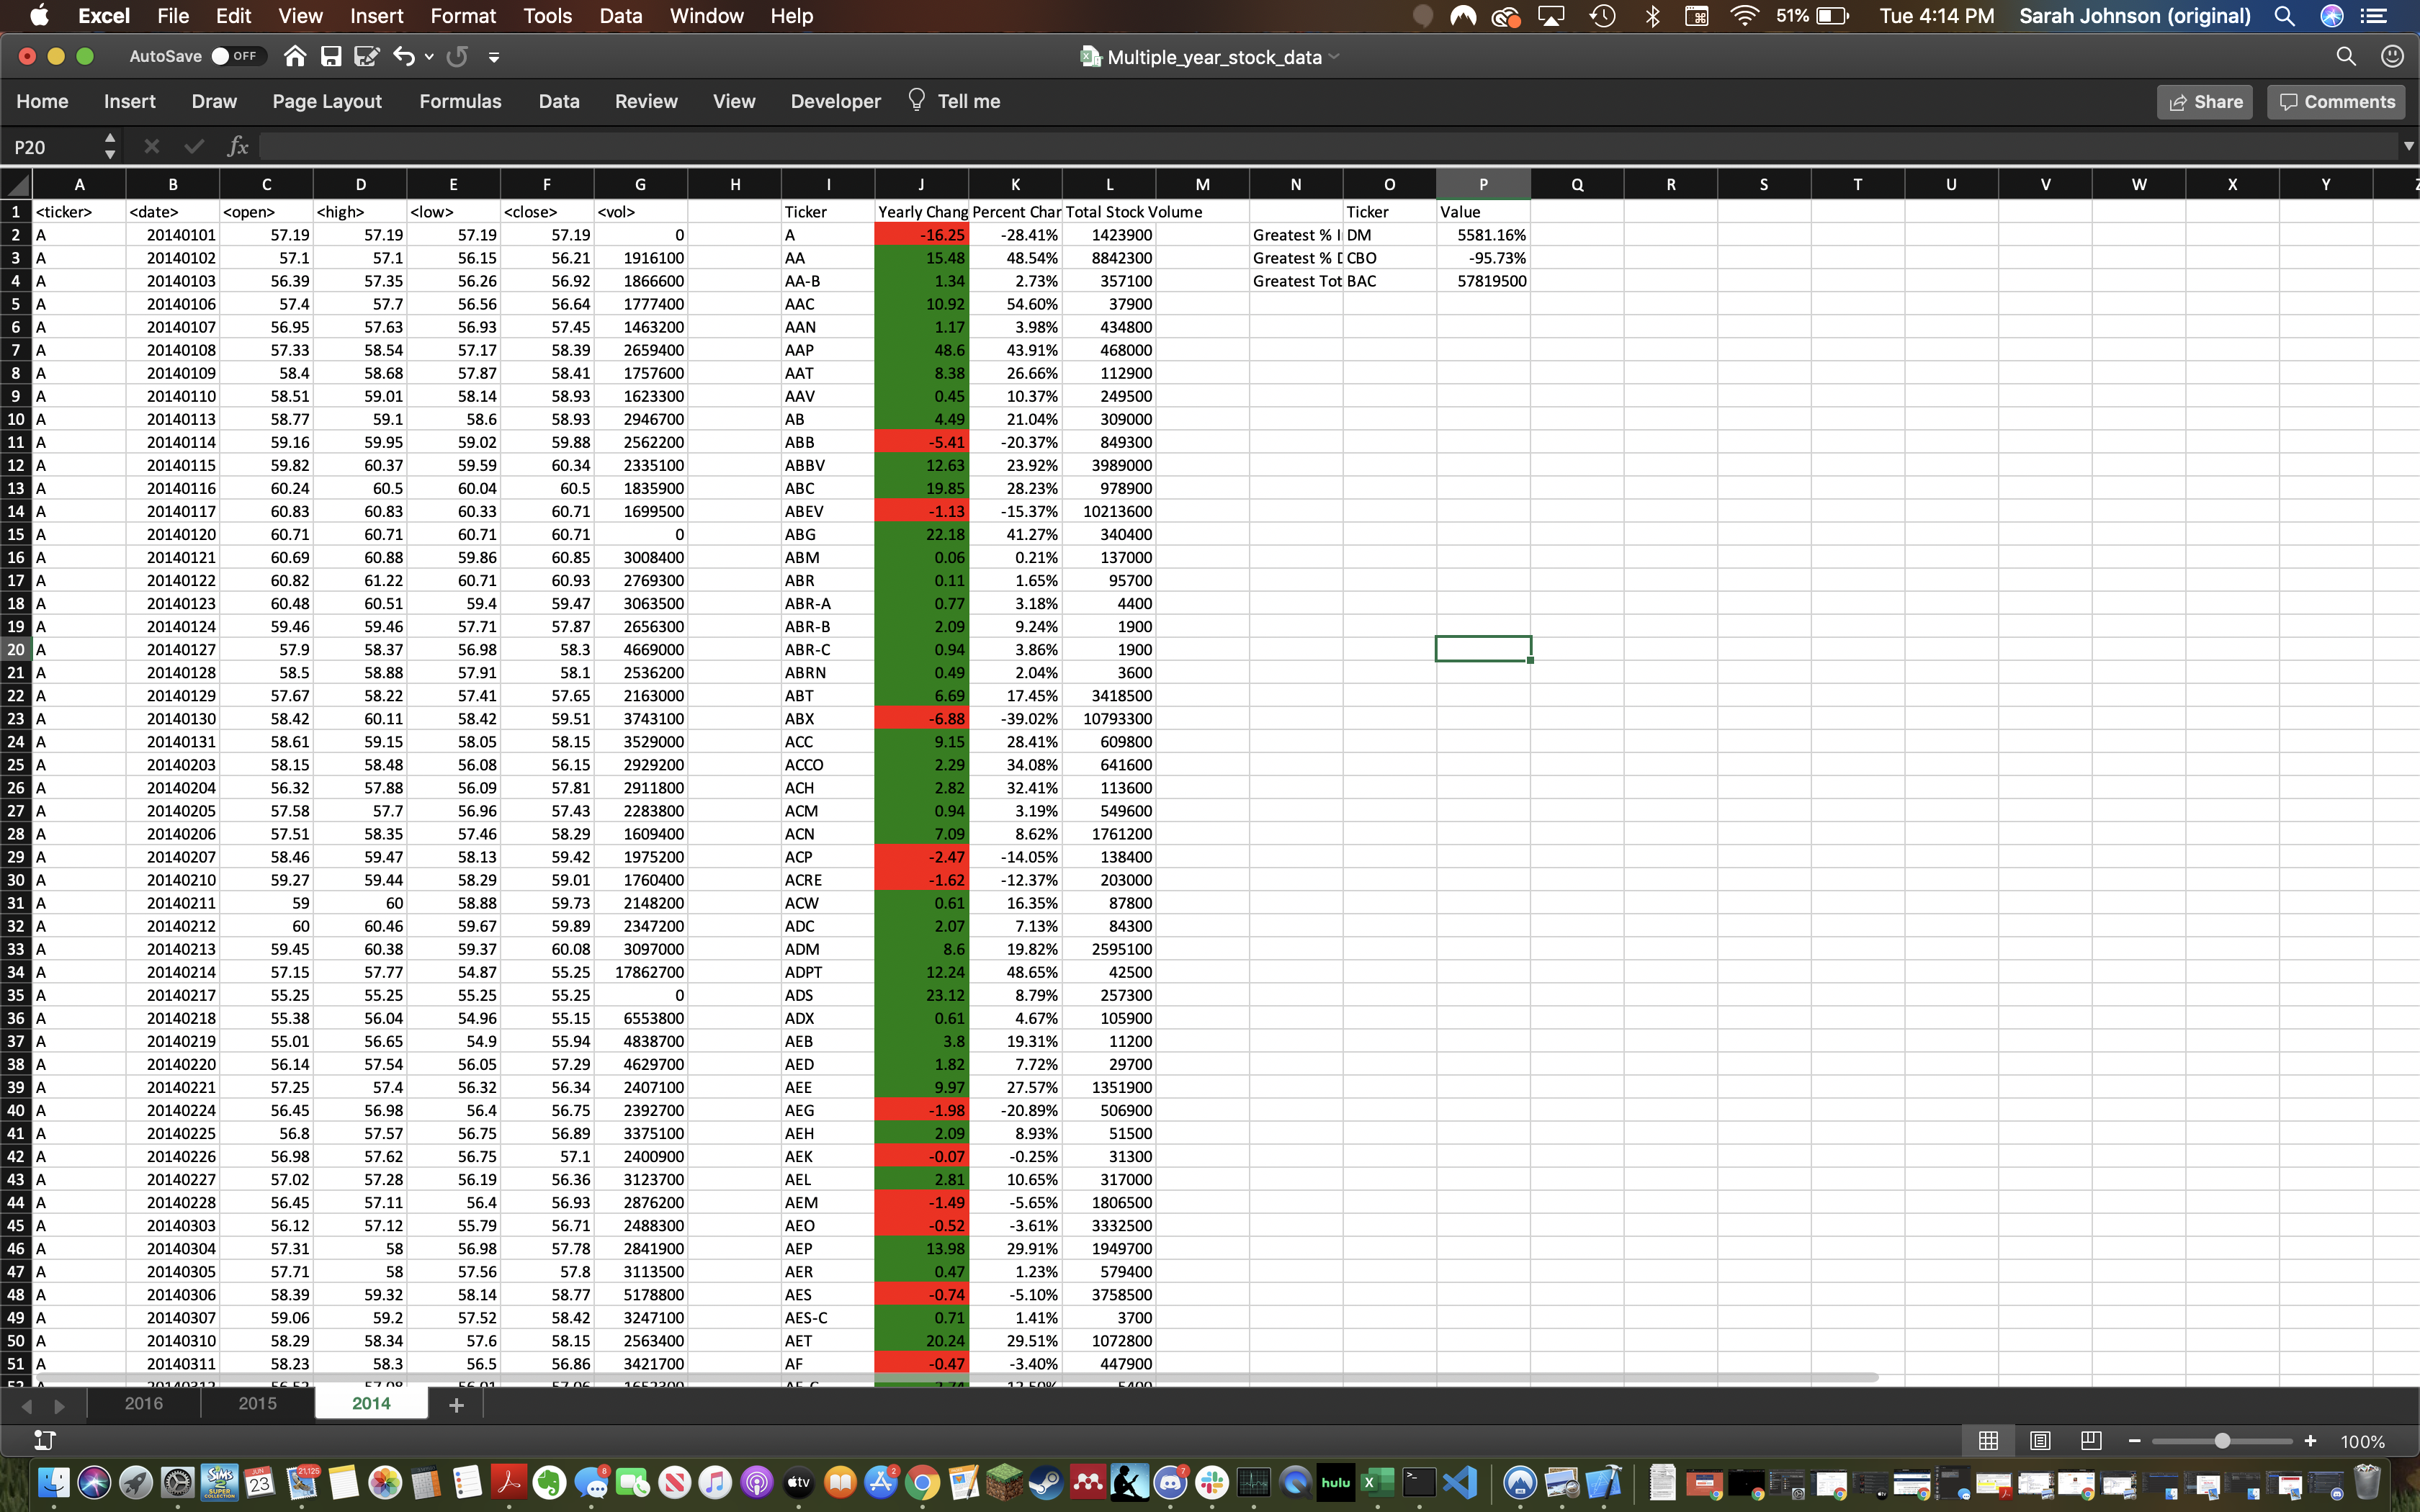 Excel File Edit View Insert Format Tools Data Window Help 51% Tue 4:14 PM Sarah Johnson (original)
AutoSave OFF Multiple_year_stock_data
Home Insert Draw Page Layout Formulas Data Review View Developer Tell me Share Comments
P20 fx
A B C D E F G H I J K L M N O P Q R S T U V W X Y
1 <ticker> <date> <open> <high> <low> <close> <vol> Ticker Yearly Chang Percent Char Total Stock Volume Ticker Value
2 A 20140101 57.19 57.19 57.19 57.19 0 A -16.25 -28.41% 1423900 Greatest % I DM 5581.16%
3 A 20140102 57.1 57.1 56.15 56.21 1916100 AA 15.48 48.54% 8842300 Greatest % D CBO -95.73%
4 A 20140103 56.39 57.35 56.26 56.92 1866600 AA-B 1.34 2.73% 357100 Greatest Tot BAC 57819500
5 A 20140106 57.4 57.7 56.56 56.64 1777400 AAC 10.92 54.60% 37900
6 A 20140107 56.95 57.63 56.93 57.45 1463200 AAN 1.17 3.98% 434800
7 A 20140108 57.33 58.54 57.17 58.39 2659400 AAP 48.6 43.91% 468000
8 A 20140109 58.4 58.68 57.87 58.41 1757600 AAT 8.38 26.66% 112900
9 A 20140110 58.51 59.01 58.14 58.93 1623300 AAV 0.45 10.37% 249500
10 A 20140113 58.77 59.1 58.6 58.93 2946700 AB 4.49 21.04% 309000
11 A 20140114 59.16 59.95 59.02 59.88 2562200 ABB -5.41 -20.37% 849300
12 A 20140115 59.82 60.37 59.59 60.34 2335100 ABBV 12.63 23.92% 3989000
13 A 20140116 60.24 60.5 60.04 60.5 1835900 ABC 19.85 28.23% 978900
14 A 20140117 60.83 60.83 60.33 60.71 1699500 ABEV -1.13 -15.37% 10213600
15 A 20140120 60.71 60.71 60.71 60.71 0 ABG 22.18 41.27% 340400
16 A 20140121 60.69 60.88 59.86 60.85 3008400 ABM 0.06 0.21% 137000
17 A 20140122 60.82 61.22 60.71 60.93 2769300 ABR 0.11 1.65% 95700
18 A 20140123 60.48 60.51 59.4 59.47 3063500 ABR-A 0.77 3.18% 4400
19 A 20140124 59.46 59.46 57.71 57.87 2656300 ABR-B 2.09 9.24% 1900
20 A 20140127 57.9 58.37 56.98 58.3 4669000 ABR-C 0.94 3.86% 1900
21 A 20140128 58.5 58.88 57.91 58.1 2536200 ABRN 0.49 2.04% 3600
22 A 20140129 57.67 58.22 57.41 57.65 2163000 ABT 6.69 17.45% 3418500
23 A 20140130 58.42 60.11 58.42 59.51 3743100 ABX -6.88 -39.02% 10793300
24 A 20140131 58.61 59.15 58.05 58.15 3529000 ACC 9.15 28.41% 609800
25 A 20140203 58.15 58.48 56.08 56.15 2929200 ACCO 2.29 34.08% 641600
26 A 20140204 56.32 57.88 56.09 57.81 2911800 ACH 2.82 32.41% 113600
27 A 20140205 57.58 57.7 56.96 57.43 2283800 ACM 0.94 3.19% 549600
28 A 20140206 57.51 58.35 57.46 58.29 1609400 ACN 7.09 8.62% 1761200
29 A 20140207 58.46 59.47 58.13 59.42 1975200 ACP -2.47 -14.05% 138400
30 A 20140210 59.27 59.44 58.29 59.01 1760400 ACRE -1.62 -12.37% 203000
31 A 20140211 59 60 58.88 59.73 2148200 ACW 0.61 16.35% 87800
32 A 20140212 60 60.46 59.67 59.89 2347200 ADC 2.07 7.13% 84300
33 A 20140213 59.45 60.38 59.37 60.08 3097000 ADM 8.6 19.82% 2595100
34 A 20140214 57.15 57.77 54.87 55.25 17862700 ADPT 12.24 48.65% 42500
35 A 20140217 55.25 55.25 55.25 55.25 0 ADS 23.12 8.79% 257300
36 A 20140218 55.38 56.04 54.96 55.15 6553800 ADX 0.61 4.67% 105900
37 A 20140219 55.01 56.65 54.9 55.94 4838700 AEB 3.8 19.31% 11200
38 A 20140220 56.14 57.54 56.05 57.29 4629700 AED 1.82 7.72% 29700
39 A 20140221 57.25 57.4 56.32 56.34 2407100 AEE 9.97 27.57% 1351900
40 A 20140224 56.45 56.98 56.4 56.75 2392700 AEG -1.98 -20.89% 506900
41 A 20140225 56.8 57.57 56.75 56.89 3375100 AEH 2.09 8.93% 51500
42 A 20140226 56.98 57.62 56.75 57.1 2400900 AEK -0.07 -0.25% 31300
43 A 20140227 57.02 57.28 56.19 56.36 3123700 AEL 2.81 10.65% 317000
44 A 20140228 56.45 57.11 56.4 56.93 2876200 AEM -1.49 -5.65% 1806500
45 A 20140303 56.12 57.12 55.79 56.71 2488300 AEO -0.52 -3.61% 3332500
46 A 20140304 57.31 58 56.98 57.78 2841900 AEP 13.98 29.91% 1949700
47 A 20140305 57.71 58 57.56 57.8 3113500 AER 0.47 1.23% 579400
48 A 20140306 58.39 59.32 58.14 58.77 5178800 AES -0.74 -5.10% 3758500
49 A 20140307 59.06 59.2 57.52 58.42 3247100 AES-C 0.71 1.41% 3700
50 A 20140310 58.29 58.34 57.6 58.15 2563400 AET 20.24 29.51% 1072800
51 A 20140311 58.23 58.3 56.5 56.86 3421700 AF -0.47 -3.40% 447900
2016 2015 2014 +
100%
JUN 23 21,125 8 tv 2 7 hulu